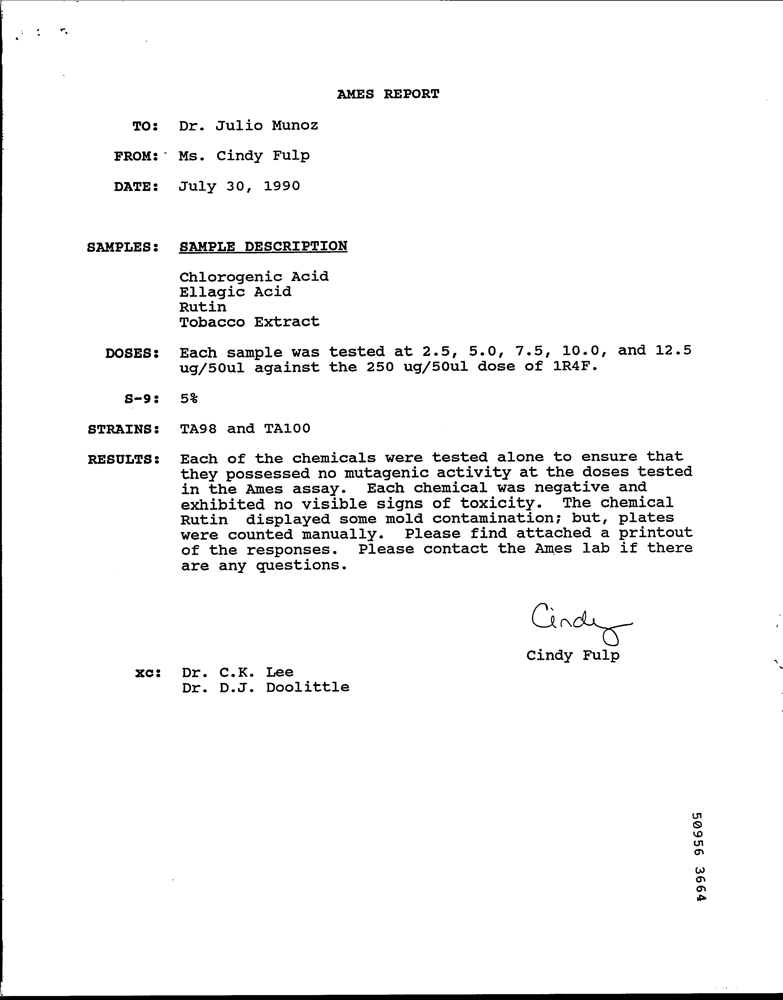 AMES REPORT
TO: Dr. Julio Munoz
FROM: Ms. Cindy Fulp
DATE: July 30, 1990
SAMPLES: SAMPLE DESCRIPTION
Chlorogenic Acid
Ellagic Acid
Rutin
Tobacco Extract
DOSES: Each sample was tested at 2.5, 5.0, 7.5, 10.0, and 12.5
ug/50ul against the 250 ug/50ul dose of 1R4F.
S-9: 5%
STRAINS: TA98 and TA100
RESULTS: Each of the chemicals were tested alone to ensure that
they possessed no mutagenic activity at the doses tested
in the Ames assay. Each chemical was negative and
exhibited no visible signs of toxicity. The chemical
Rutin displayed some mold contamination; but, plates
were counted manually. Please find attached a printout
of the responses. Please contact the Ames lab if there
are any questions.
Cindy
Cindy Fulp
xc: Dr. C.K. Lee
Dr. D.J. Doolittle
50956 3664